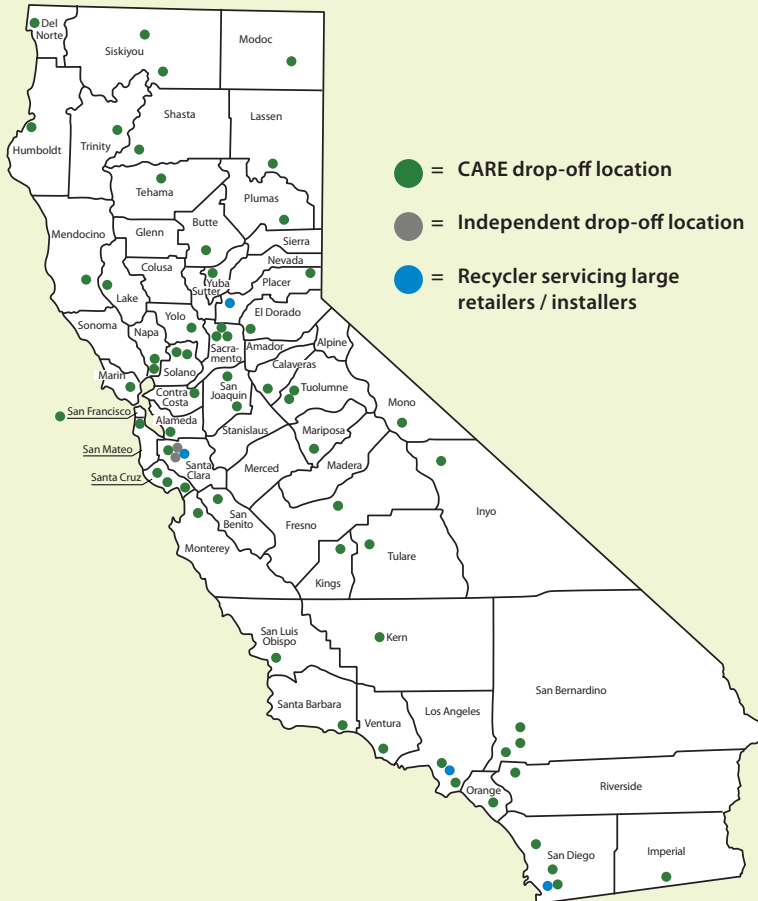 Del
Norte
Siskiyou
Modoc
Shasta
Lassen
Humboldt
Trinity
Tehama
Plumas
Butte
Mendocino
Glenn
Sierra
Nevada
Colusa
Yuba
Sutter
Placer
Lake
Yolo
El Dorado
Sonoma
Napa
Sacra-
mento
Amador
Alpine
Solano
Calaveras
Marin
Contra
Costa
San
Joaquin
Tuolumne
Mono
San Francisco
Alameda
Stanislaus
Mariposa
San Mateo
Santa
Clara
Merced
Madera
Santa Cruz
San
Benito
Fresno
Inyo
Monterey
Tulare
Kings
San Luis
Obispo
Kern
Santa Barbara
Ventura
Los Angeles
San Bernardino
Orange
Riverside
San Diego
Imperial
= CARE drop-off location
= Independent drop-off location
= Recycler servicing large
retailers / installers